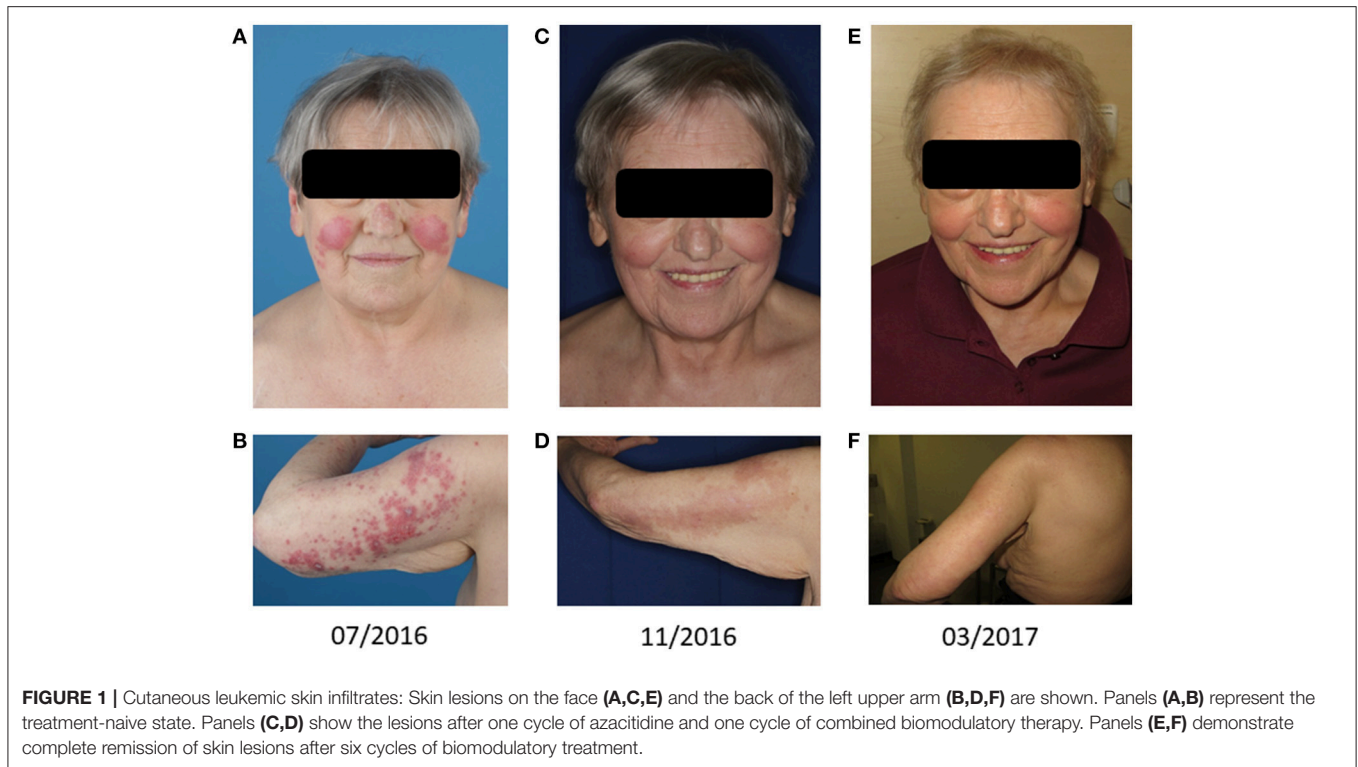 A
C
E
B
D
F
07/2016
11/2016
03/2017
FIGURE 1 | Cutaneous leukemic skin infiltrates: Skin lesions on the face (A,C,E) and the back of the left upper arm (B,D,F) are shown. Panels (A,B) represent the
treatment-naive state. Panels (C,D) show the lesions after one cycle of azacitidine and one cycle of combined biomodulatory therapy. Panels (E,F) demonstrate
complete remission of skin lesions after six cycles of biomodulatory treatment.